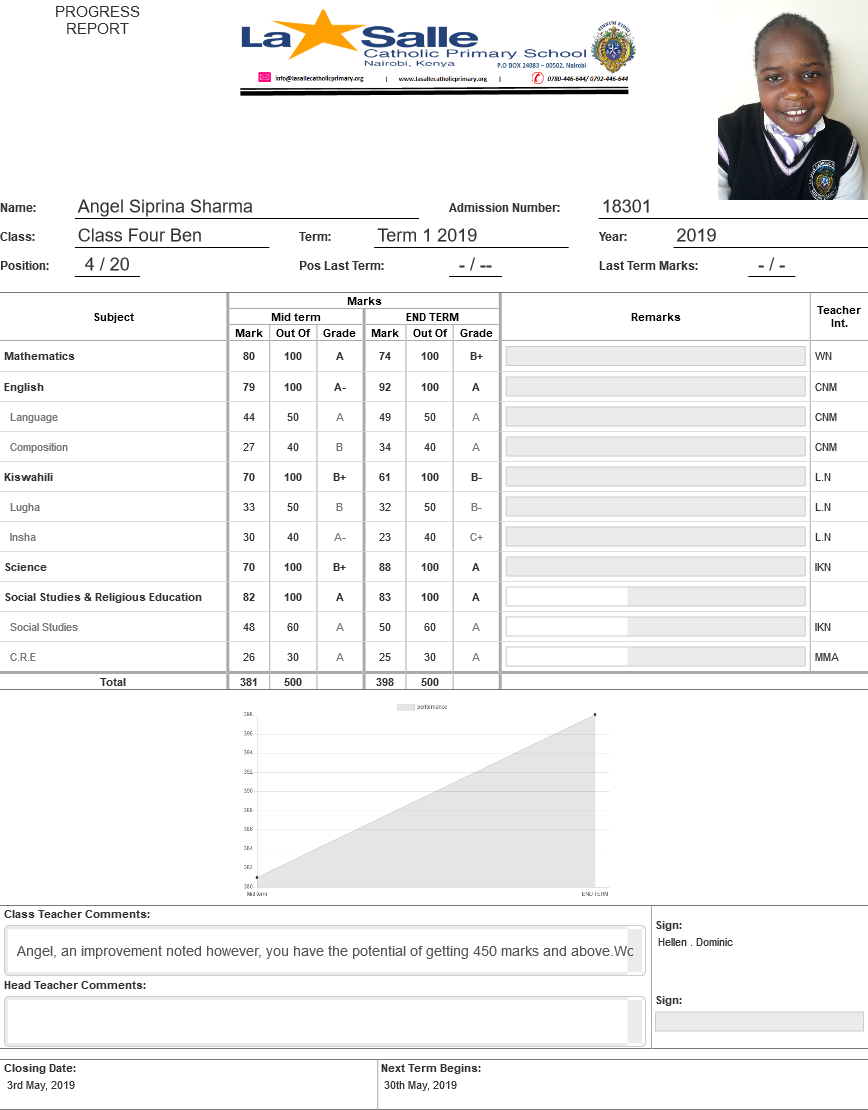 PROGRESS
REPORT
La Salle
Catholic Primary School
Nairobi, Kenya
P.O BOX 24083 – 00502. Nairobi
info@lasallecatholicprimary.org | www.lasallecatholicprimary.org | 0780-446-644/ 0792-446-644
Name: Angel Siprina Sharma Admission Number: 18301
Class: Class Four Ben Term: Term 1 2019 Year: 2019
Position: 4 / 20 Pos Last Term: - / -- Last Term Marks: - / -
Subject Marks Remarks Teacher Int.
Mid term END TERM
Mark Out Of Grade Mark Out Of Grade
Mathematics 80 100 A 74 100 B+ WN
English 79 100 A- 92 100 A CNM
Language 44 50 A 49 50 A CNM
Composition 27 40 B 34 40 A CNM
Kiswahili 70 100 B+ 61 100 B- L.N
Lugha 33 50 B 32 50 B- L.N
Insha 30 40 A- 23 40 C+ L.N
Science 70 100 B+ 88 100 A IKN
Social Studies & Religious Education 82 100 A 83 100 A
Social Studies 48 60 A 50 60 A IKN
C.R.E 26 30 A 25 30 A MMA
Total 381 500 398 500
performance
398
396
394
392
390
388
386
384
382
380
Mid term END TERM
Class Teacher Comments:
Angel, an improvement noted however, you have the potential of getting 450 marks and above.Wo
Sign:
Hellen . Dominic
Head Teacher Comments:
Sign:
Closing Date: Next Term Begins:
3rd May, 2019 30th May, 2019